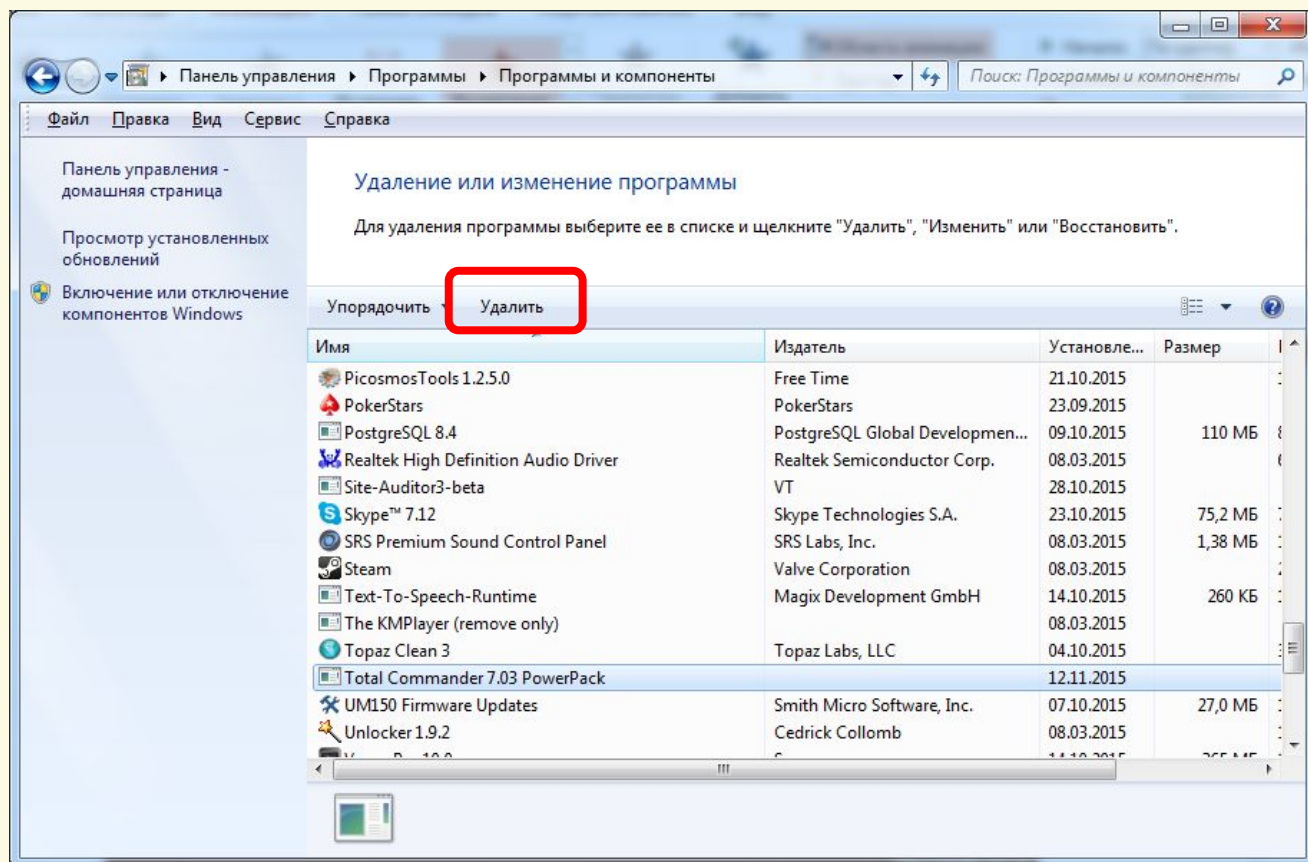 Панель управления ▸ Программы ▸ Программы и компоненты
Поиск: Программы и компоненты
Файл Правка Вид Сервис Справка
Панель управления -
домашняя страница
Просмотр установленных
обновлений
Включение или отключение
компонентов Windows
Удаление или изменение программы
Для удаления программы выберите ее в списке и щелкните "Удалить", "Изменить" или "Восстановить".
Упорядочить Удалить
Имя Издатель Установле... Размер
PicosmosTools 1.2.5.0 Free Time 21.10.2015
PokerStars PokerStars 23.09.2015
PostgreSQL 8.4 PostgreSQL Global Developmen... 09.10.2015 110 МБ
Realtek High Definition Audio Driver Realtek Semiconductor Corp. 08.03.2015
Site-Auditor3-beta VT 28.10.2015
Skype™ 7.12 Skype Technologies S.A. 23.10.2015 75,2 МБ
SRS Premium Sound Control Panel SRS Labs, Inc. 08.03.2015 1,38 МБ
Steam Valve Corporation 08.03.2015
Text-To-Speech-Runtime Magix Development GmbH 14.10.2015 260 КБ
The KMPlayer (remove only) 08.03.2015
Topaz Clean 3 Topaz Labs, LLC 04.10.2015
Total Commander 7.03 PowerPack 12.11.2015
UM150 Firmware Updates Smith Micro Software, Inc. 07.10.2015 27,0 МБ
Unlocker 1.9.2 Cedrick Collomb 08.03.2015